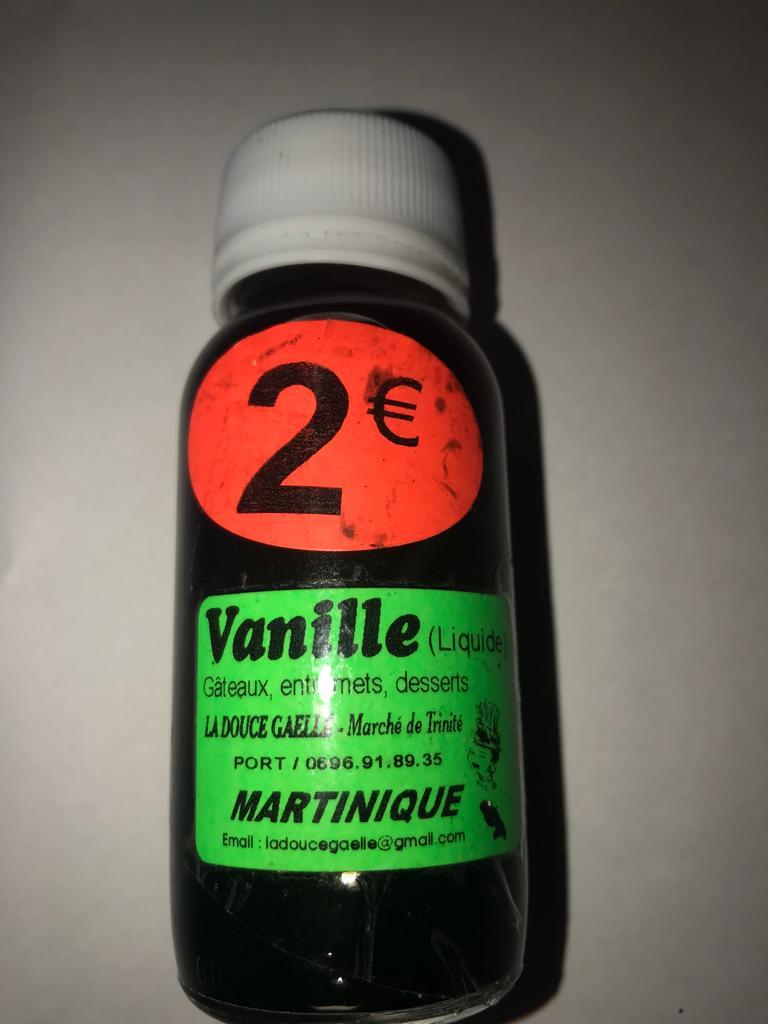 2€
Vanille (Liquide)
Gâteaux, entremets, desserts
LA DOUCE GAELLE - Marché de Trinité
PORT / 0696.91.89.35
MARTINIQUE
Email : ladoucegaelle@gmail.com